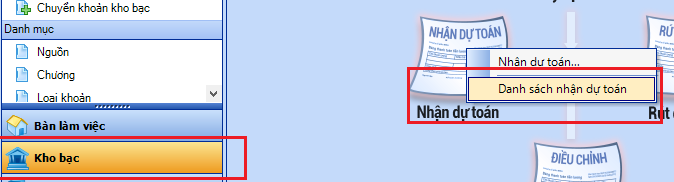 Chuyển khoản kho bạc
Danh mục
Nguồn
Chương
Loại khoản
Bàn làm việc
Kho bạc
NHẬN DỰ TOÁN
Nhận dự toán...
Danh sách nhận dự toán
Nhận dự toán
RÚ
Rút d
ĐIỀU CHỈNH